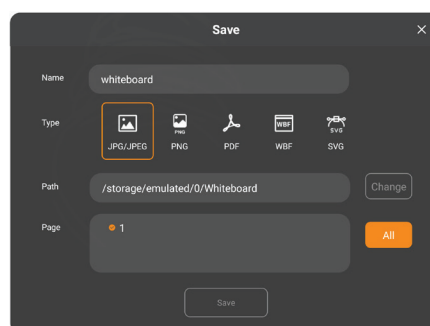 Save
Name
whiteboard
Type
PNG
WBF
SVG
JPG/JPEG PNG PDF WBF SVG
Path
/storage/emulated/0/Whiteboard
Change
Page
1
All
Save